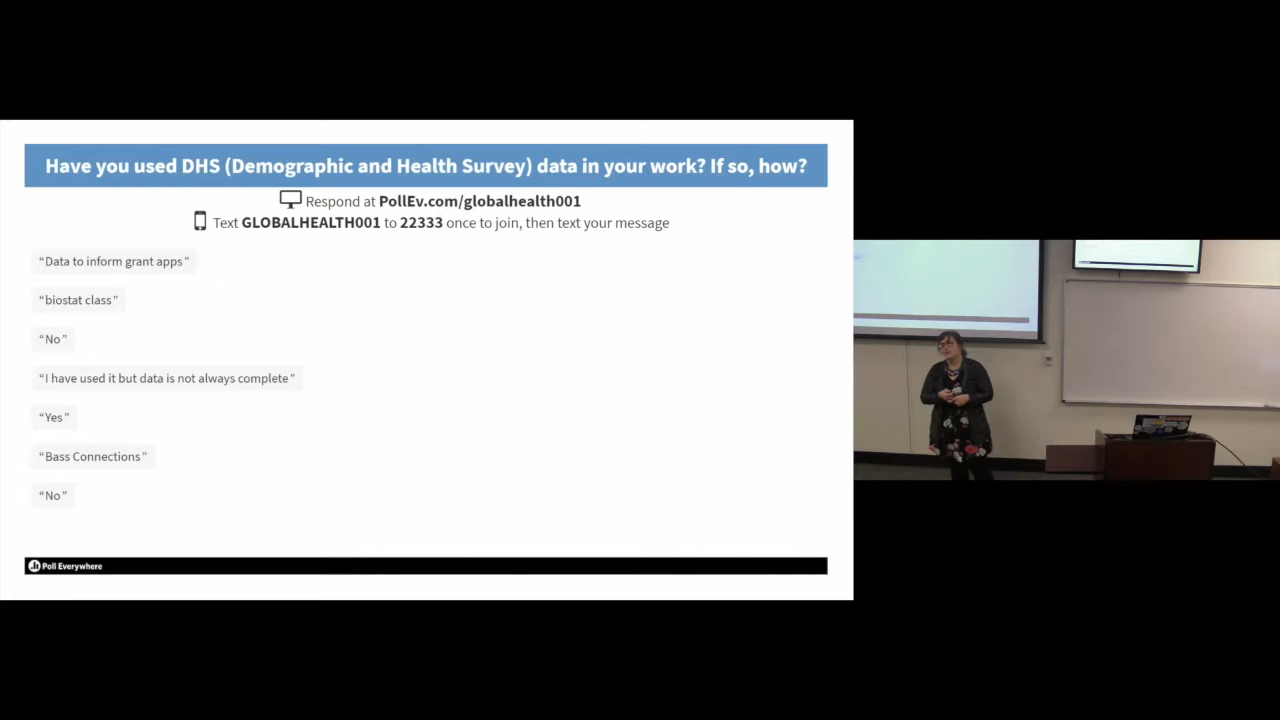 Have you used DHS (Demographic and Health Survey) data in your work? If so, how?
Respond at PollEv.com/globalhealth001
Text GLOBALHEALTH001 to 22333 once to join, then text your message
“Data to inform grant apps”
“biostat class”
“No”
“I have used it but data is not always complete”
“Yes”
“Bass Connections”
“No”
Poll Everywhere